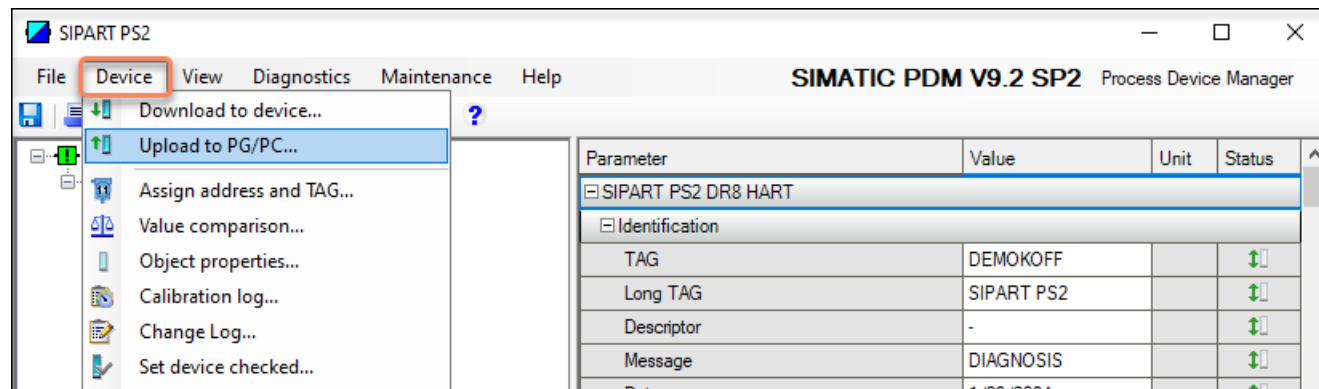 SIPART PS2
File Device View Diagnostics Maintenance Help SIMATIC PDM V9.2 SP2 Process Device Manager
Download to device...
Upload to PG/PC...
Assign address and TAG...
Value comparison...
Object properties...
Calibration log...
Change Log...
Set device checked...
Parameter Value Unit Status
SIPART PS2 DR8 HART
Identification
TAG DEMOKOFF
Long TAG SIPART PS2
Descriptor -
Message DIAGNOSIS